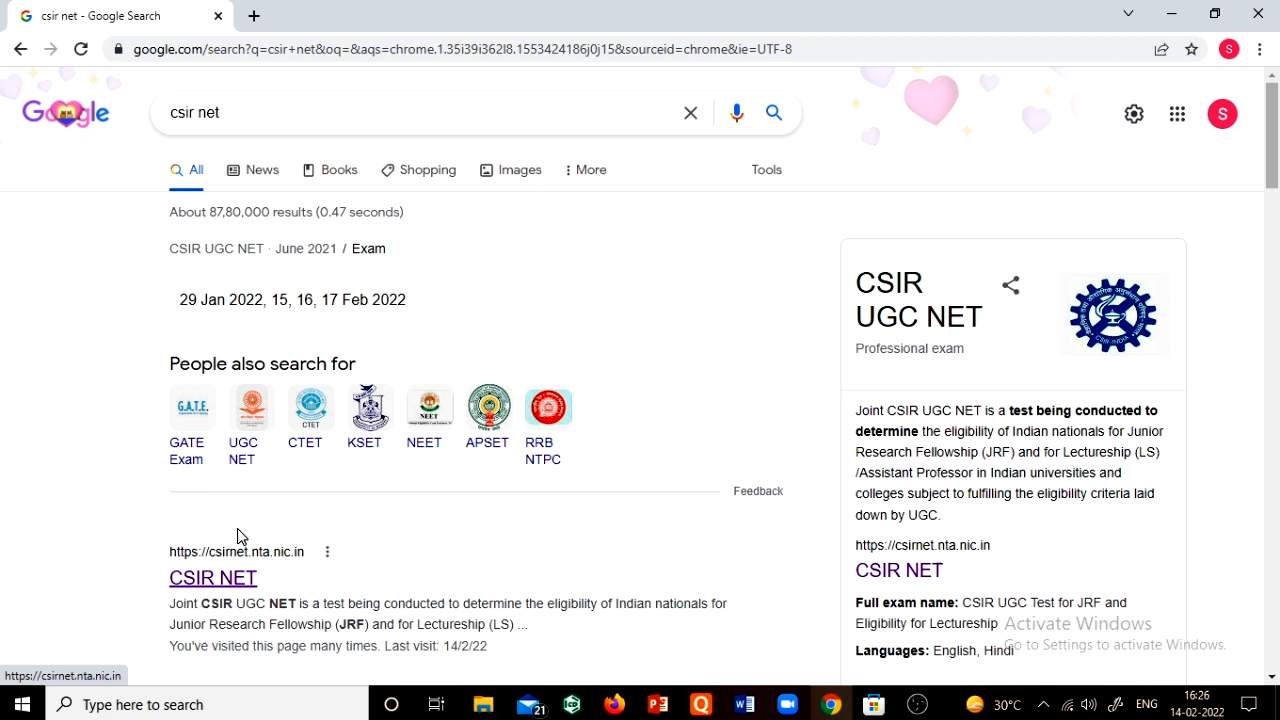 csir net - Google Search
google.com/search?q=csir+net&oq=&aqs=chrome.1.35i39i362l8.1553424186j0j15&sourceid=chrome&ie=UTF-8
S
Google
csir net
S
All
News
Books
Shopping
Images
More
Tools
About 87,80,000 results (0.47 seconds)
CSIR UGC NET · June 2021 / Exam
29 Jan 2022, 15, 16, 17 Feb 2022
People also search for
G.A.T.E.
CTET
NEET
GATE Exam
UGC NET
CTET
KSET
NEET
APSET
RRB NTPC
Feedback
https://csirnet.nta.nic.in
CSIR NET
Joint CSIR UGC NET is a test being conducted to determine the eligibility of Indian nationals for
Junior Research Fellowship (JRF) and for Lectureship (LS) ...
You've visited this page many times. Last visit: 14/2/22
CSIR
UGC NET
Professional exam
CSIR-INDIA
Joint CSIR UGC NET is a test being conducted to
determine the eligibility of Indian nationals for Junior
Research Fellowship (JRF) and for Lectureship (LS)
/Assistant Professor in Indian universities and
colleges subject to fulfilling the eligibility criteria laid
down by UGC.
https://csirnet.nta.nic.in
CSIR NET
Full exam name: CSIR UGC Test for JRF and
Eligibility for Lectureship
Languages: English, Hindi
Activate Windows
Go to Settings to activate Windows.
https://csirnet.nta.nic.in
Type here to search
21
30°C
ENG
16:26
14-02-2022